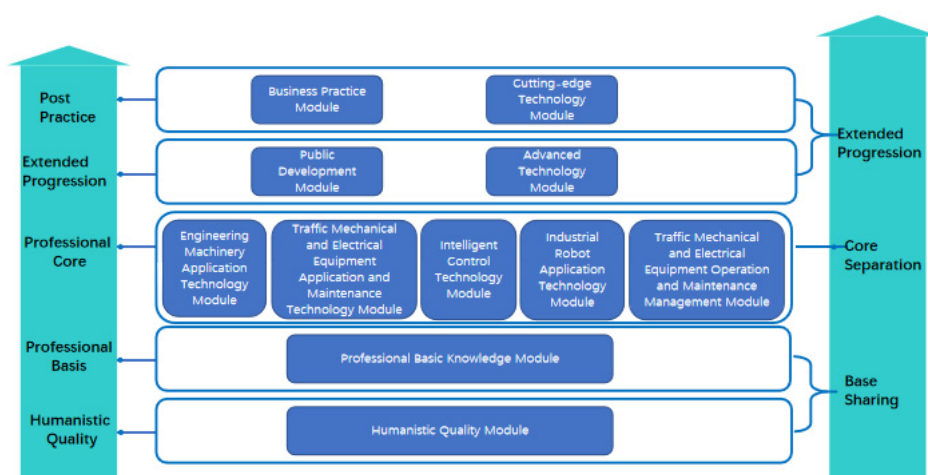 Post
Practice
Business Practice
Module
Cutting-edge
Technology
Module
Extended
Progression
Public
Development
Module
Advanced
Technology
Module
Extended
Progression
Professional
Core
Engineering
Machinery
Application
Technology
Module
Traffic Mechanical
and Electrical
Equipment
Application and
Maintenance
Technology Module
Intelligent
Control
Technology
Module
Industrial
Robot
Application
Technology
Module
Traffic Mechanical
and Electrical
Equipment Operation
and Maintenance
Management Module
Core
Separation
Professional
Basis
Professional Basic Knowledge Module
Base
Sharing
Humanistic
Quality
Humanistic Quality Module